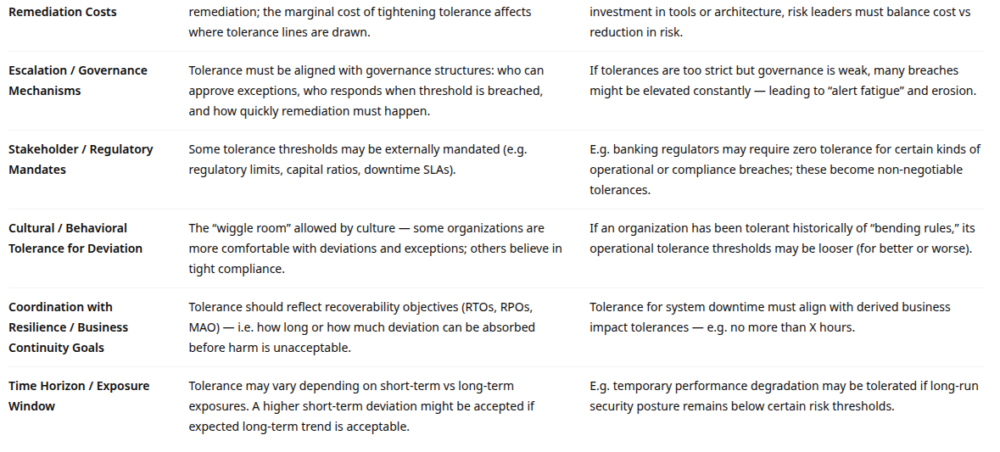 Remediation Costs
remediation; the marginal cost of tightening tolerance affects
where tolerance lines are drawn.
investment in tools or architecture, risk leaders must balance cost vs
reduction in risk.
Escalation / Governance
Mechanisms
Tolerance must be aligned with governance structures: who can
approve exceptions, who responds when threshold is breached,
and how quickly remediation must happen.
If tolerances are too strict but governance is weak, many breaches
might be elevated constantly — leading to “alert fatigue” and erosion.
Stakeholder / Regulatory
Mandates
Some tolerance thresholds may be externally mandated (e.g.
regulatory limits, capital ratios, downtime SLAs).
E.g. banking regulators may require zero tolerance for certain kinds of
operational or compliance breaches; these become non-negotiable
tolerances.
Cultural / Behavioral
Tolerance for Deviation
The “wiggle room” allowed by culture — some organizations are
more comfortable with deviations and exceptions; others believe in
tight compliance.
If an organization has been tolerant historically of “bending rules,” its
operational tolerance thresholds may be looser (for better or worse).
Coordination with
Resilience / Business
Continuity Goals
Tolerance should reflect recoverability objectives (RTOs, RPOs,
MAO) — i.e. how long or how much deviation can be absorbed
before harm is unacceptable.
Tolerance for system downtime must align with derived business
impact tolerances — e.g. no more than X hours.
Time Horizon / Exposure
Window
Tolerance may vary depending on short-term vs long-term
exposures. A higher short-term deviation might be accepted if
expected long-term trend is acceptable.
E.g. temporary performance degradation may be tolerated if long-run
security posture remains below certain risk thresholds.